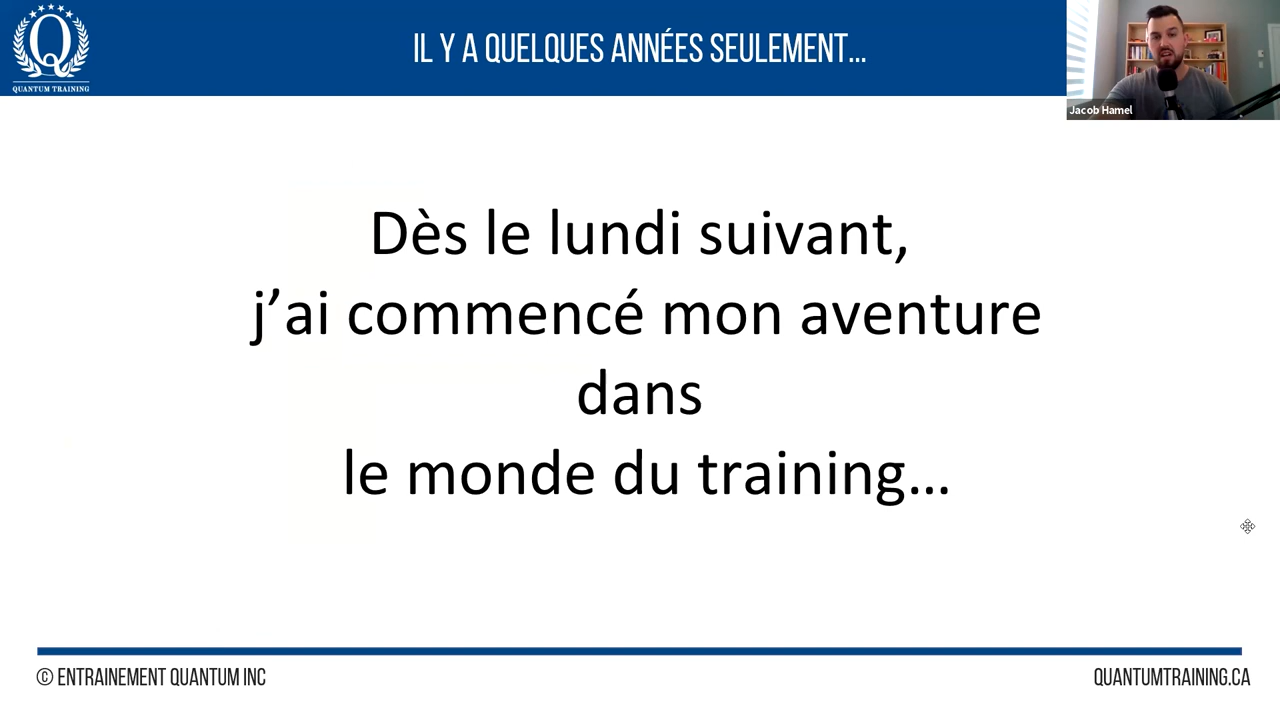 Q
QUANTUM TRAINING
IL Y A QUELQUES ANNÉES SEULEMENT...
Jacob Hamel
Dès le lundi suivant,
j’ai commencé mon aventure
dans
le monde du training...
© ENTRAINEMENT QUANTUM INC
QUANTUMTRAINING.CA